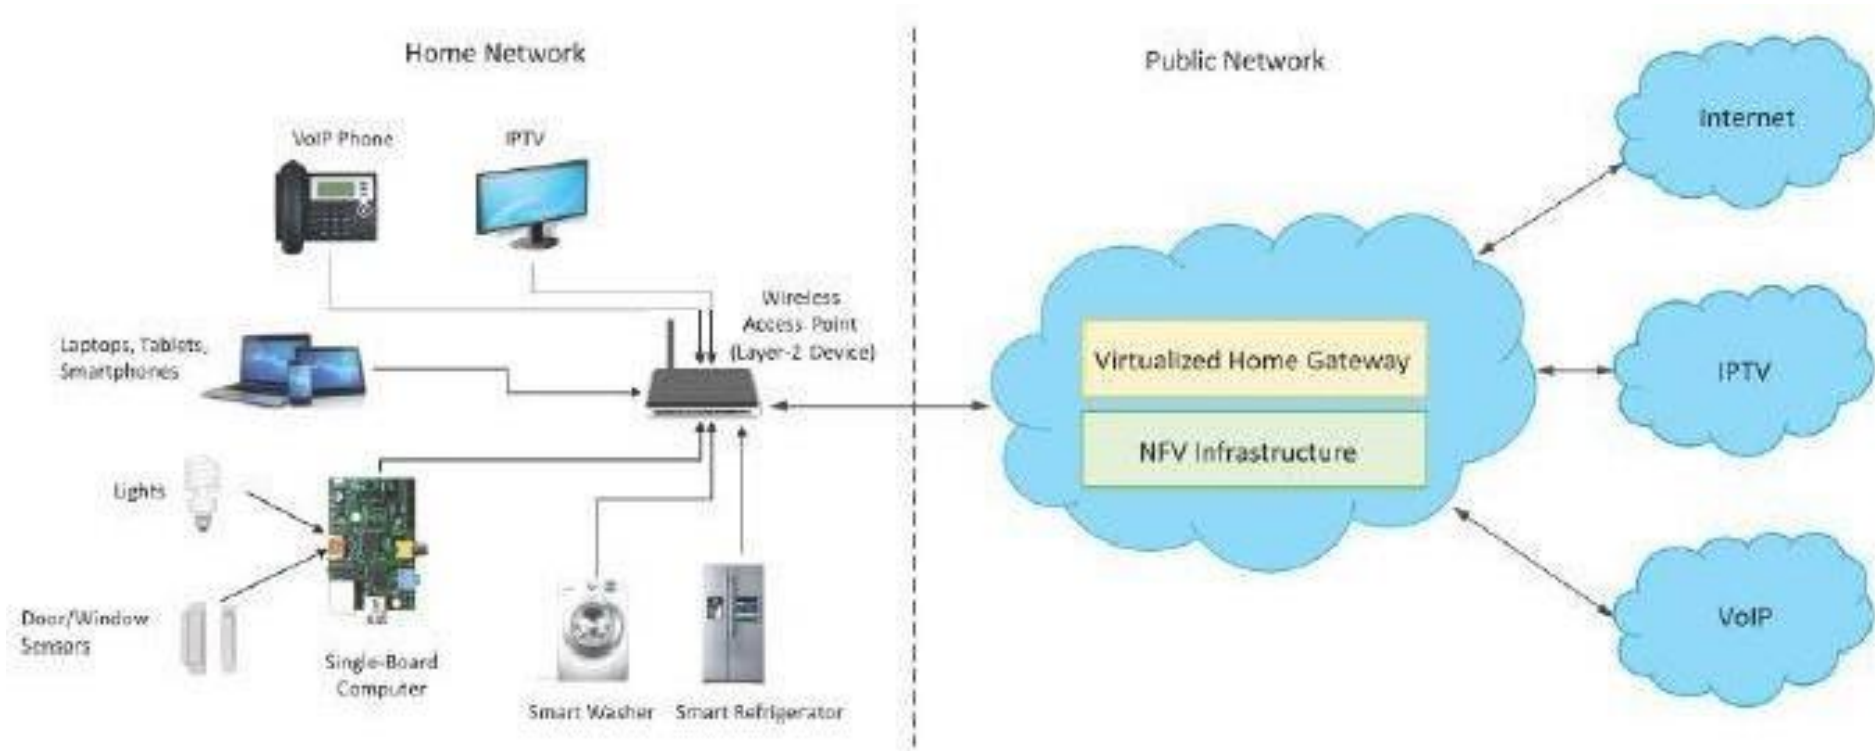 Home Network
Public Network
Internet
VoIP Phone
IPTV
Wireless
Access Point
(Layer-2 Device)
Laptops, Tablets,
Smartphones
Virtualized Home Gateway
IPTV
NFV Infrastructure
Lights
Door/Window
Sensors
Single-Board
Computer
VoIP
Smart Washer
Smart Refrigerator